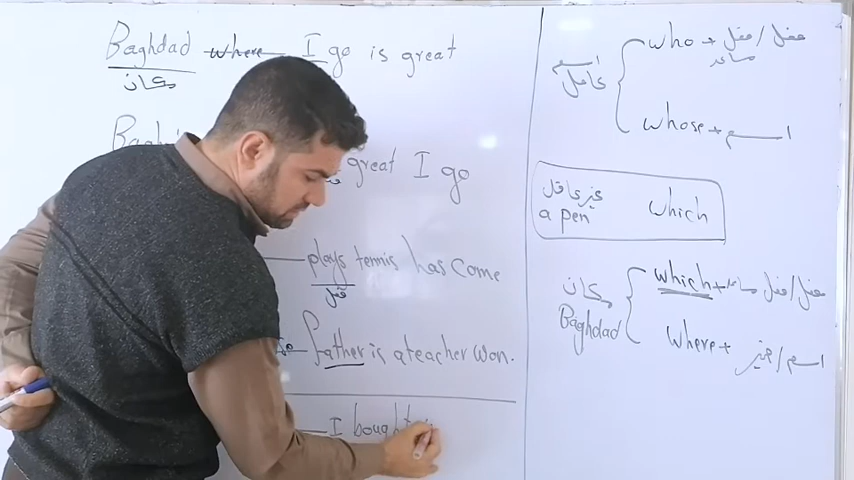 Baghdad where I go is great
مكان
great I go
plays tennis has come
فعل
father is a teacher won.
I bought
اسم
عاقل
who + فعل / فعل
مساعد
whose + اسم
غير عاقل
a pen which
مكان
Baghdad
which + فعل / فعل مساعد
where + اسم / ضمير